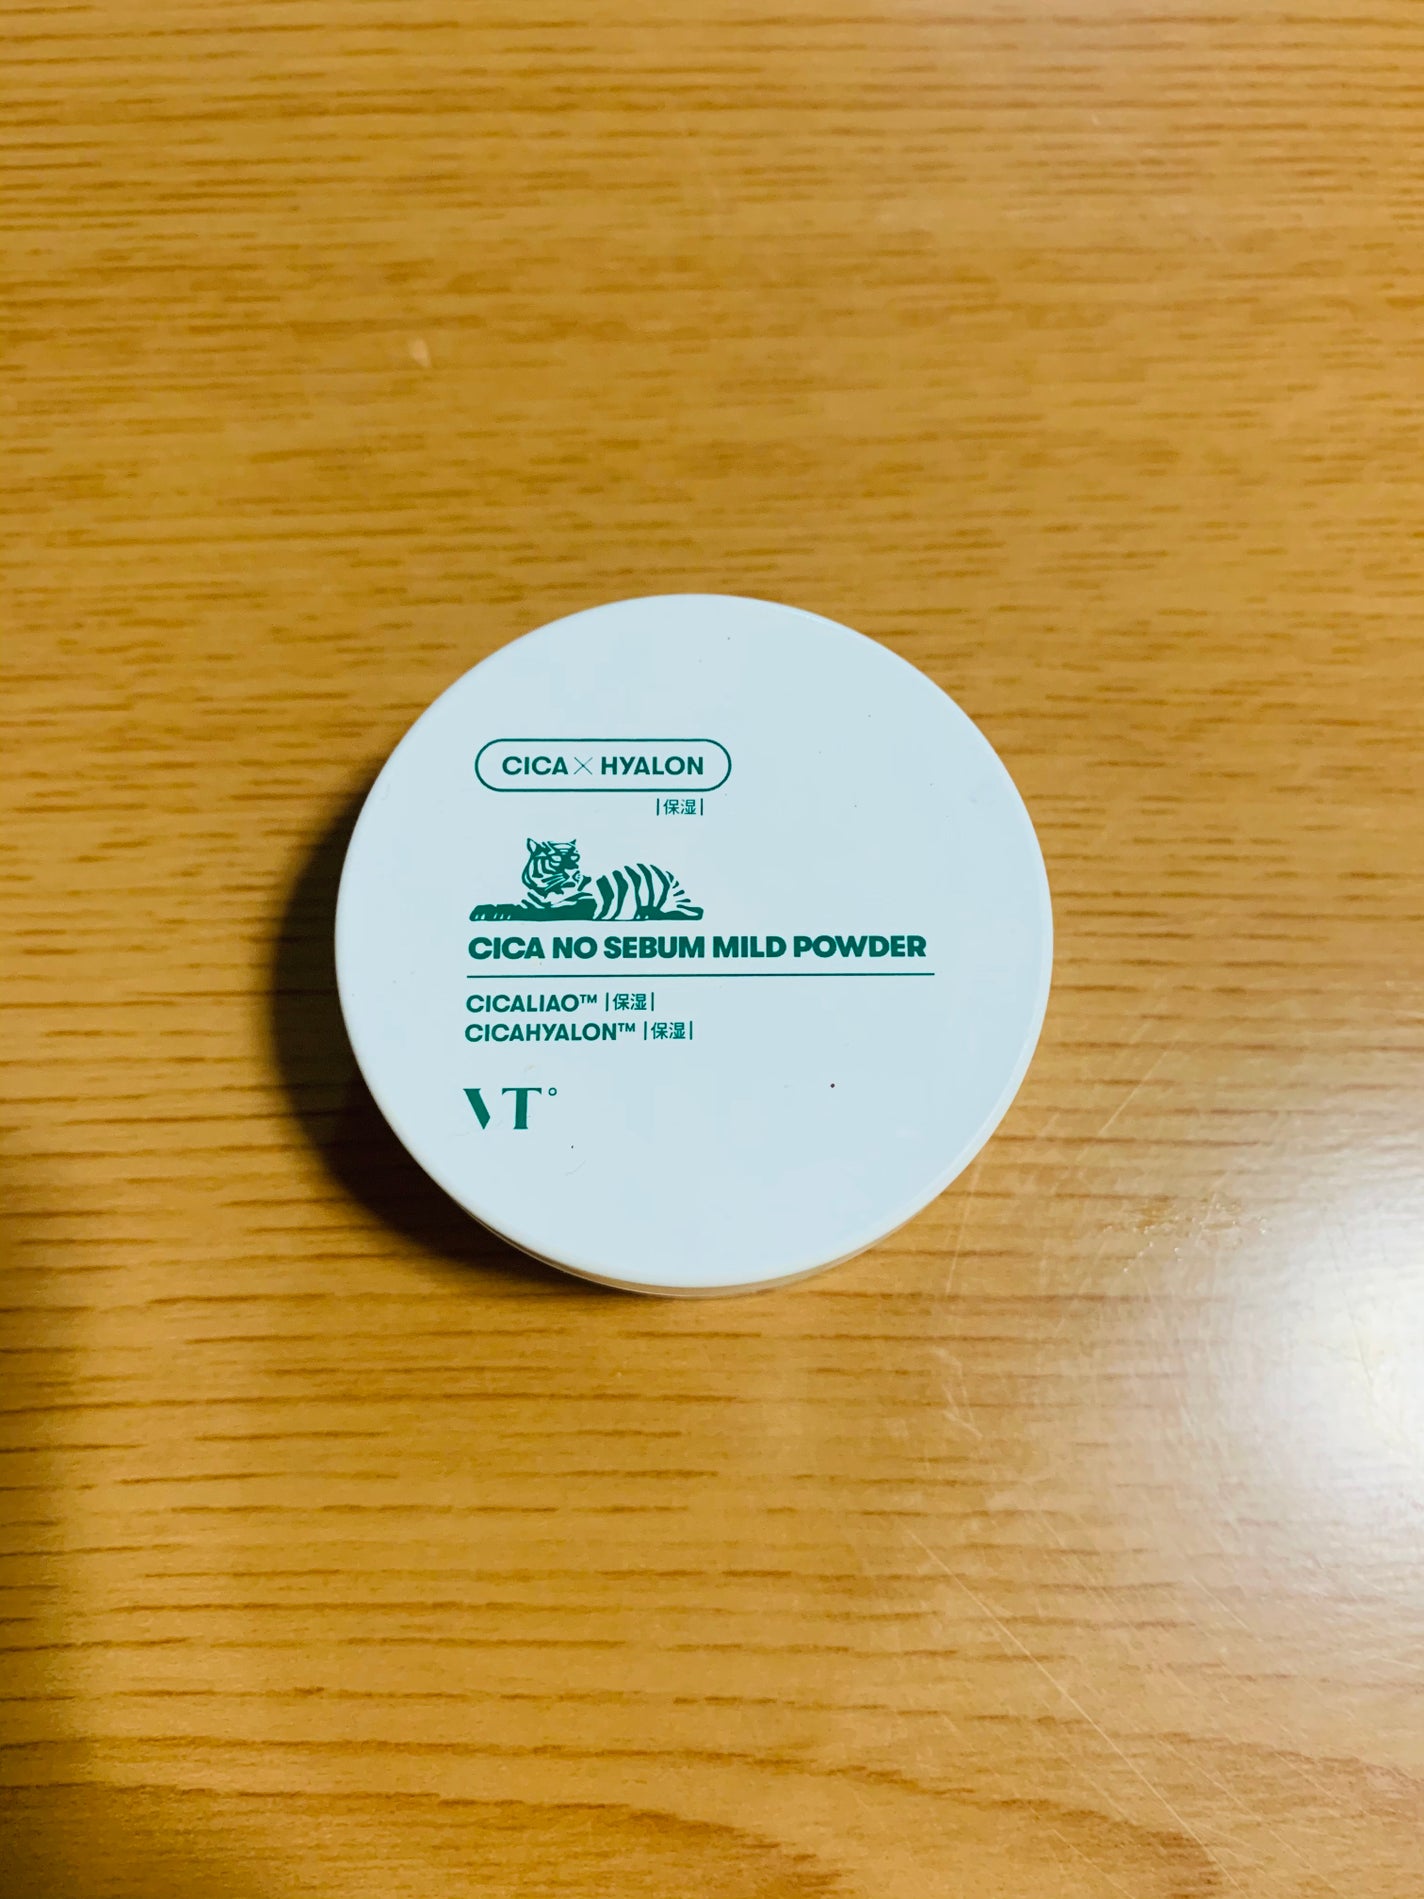 CICA × HYALON
|保湿|
CICA NO SEBUM MILD POWDER
CICALIAO™ |保湿|
CICAHYALON™ |保湿|
VT°